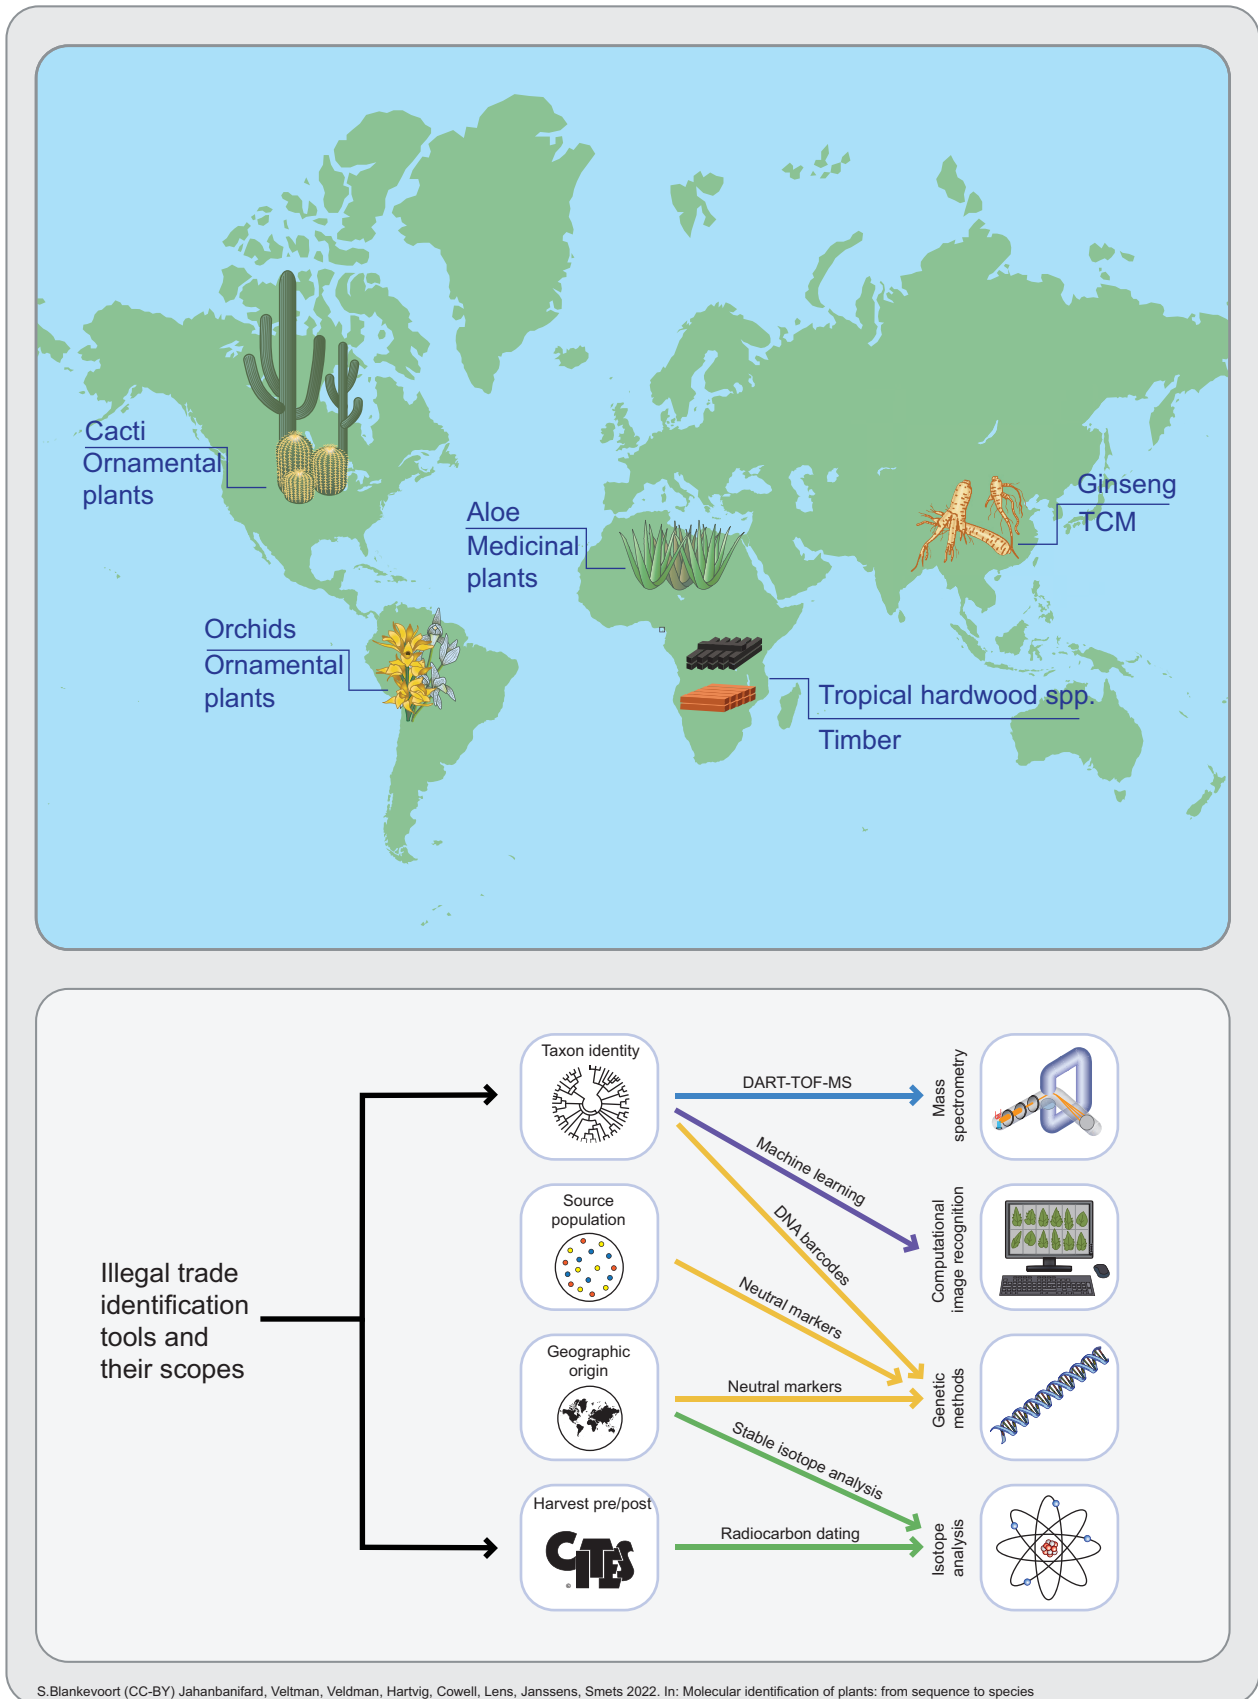 Cacti
Ornamental
plants
Aloe
Medicinal
plants
Ginseng
TCM
Orchids
Ornamental
plants
Tropical hardwood spp.
Timber
Illegal trade
identification
tools and
their scopes
Taxon identity
Source
population
Geographic
origin
Harvest pre/post
CITES
©
DART-TOF-MS
Machine learning
DNA barcodes
Neutral markers
Neutral markers
Stable isotope analysis
Radiocarbon dating
Mass
spectrometry
Computational
image recognition
Genetic
methods
Isotope
analysis
S.Blankevoort (CC-BY) Jahanbanifard, Veltman, Veldman, Hartvig, Cowell, Lens, Janssens, Smets 2022. In: Molecular identification of plants: from sequence to species